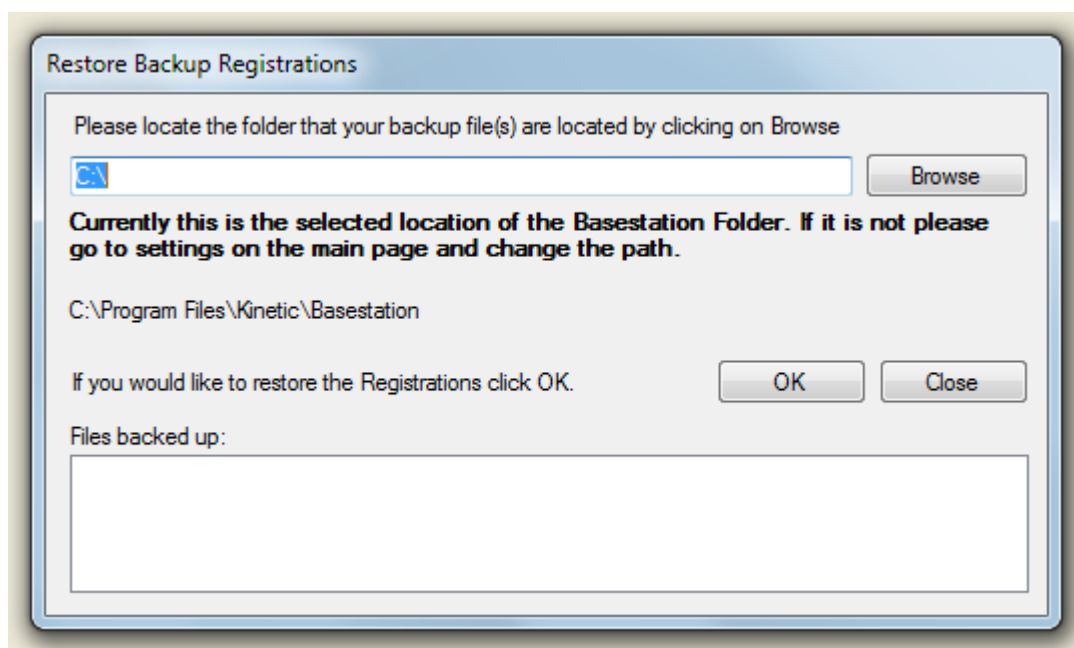 Restore Backup Registrations
Please locate the folder that your backup file(s) are located by clicking on Browse
C:\
Browse
Currently this is the selected location of the Basestation Folder. If it is not please
go to settings on the main page and change the path.
C:\Program Files\Kinetic\Basestation
If you would like to restore the Registrations click OK.
OK
Close
Files backed up: